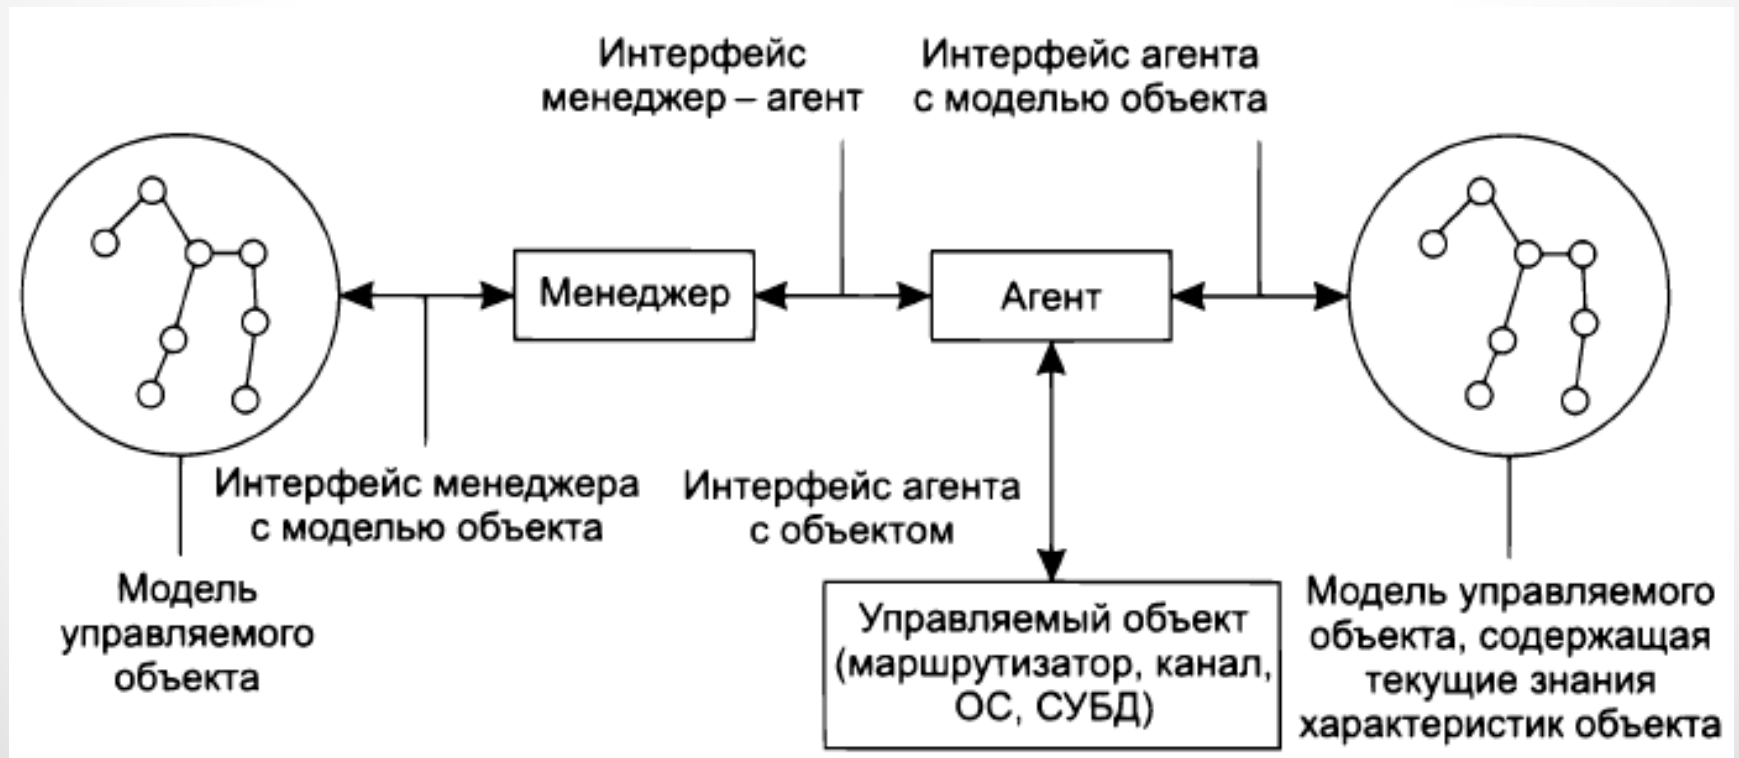 Интерфейс
менеджер – агент
Интерфейс агента
с моделью объекта
Менеджер
Агент
Интерфейс менеджера
с моделью объекта
Интерфейс агента
с объектом
Модель
управляемого
объекта
Управляемый объект
(маршрутизатор, канал,
ОС, СУБД)
Модель управляемого
объекта, содержащая
текущие знания
характеристик объекта